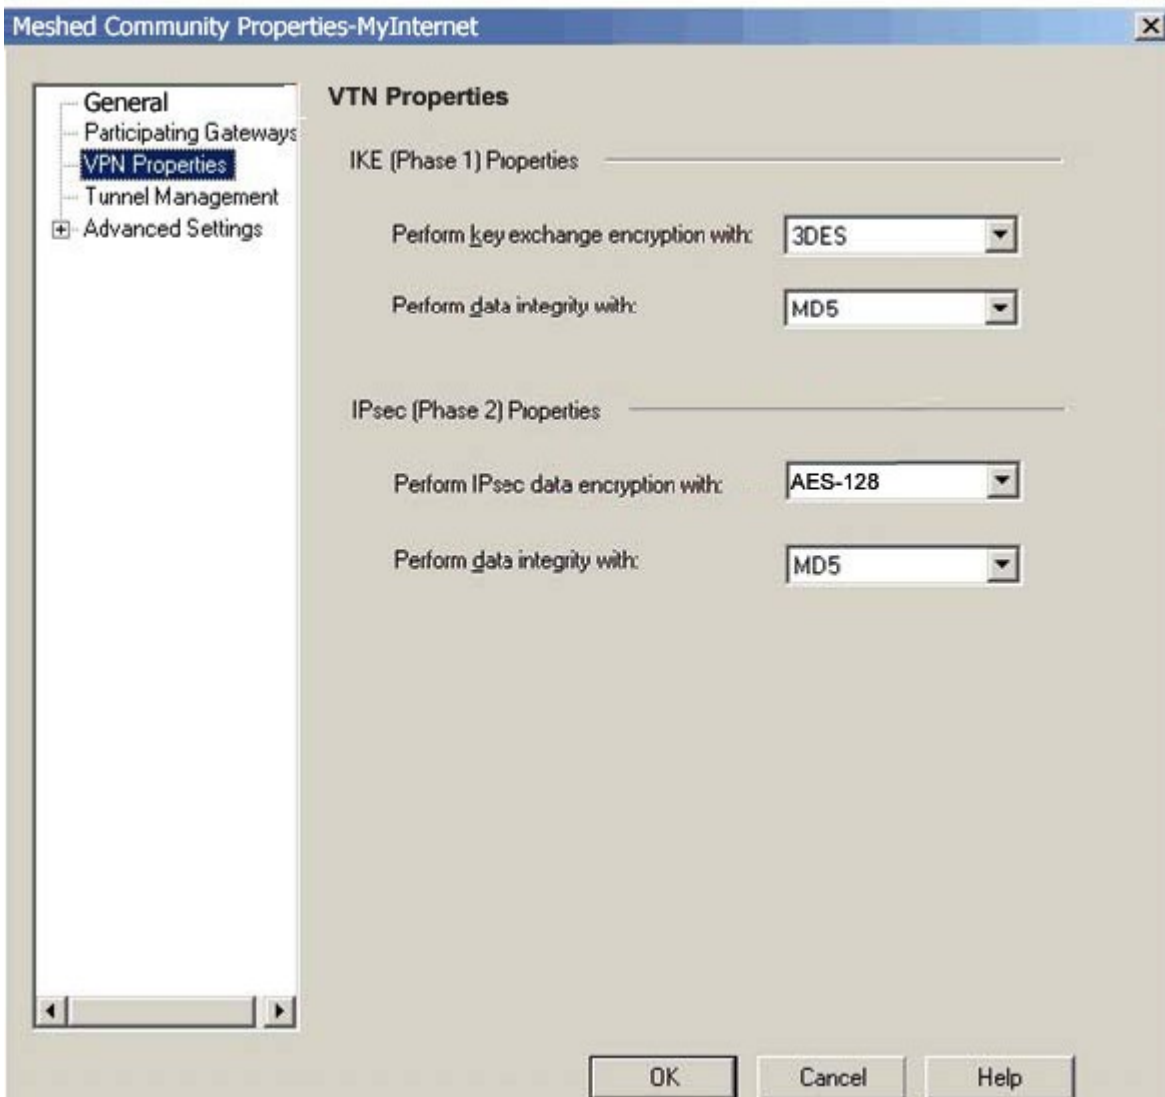 Meshed Community Properties-MyInternet
General
Participating Gateways
VPN Properties
Tunnel Management
Advanced Settings
VTN Properties
IKE (Phase 1) Properties
Perform key exchange encryption with: 3DES
Perform data integrity with: MD5
IPsec (Phase 2) Properties
Perform IPsec data encryption with: AES-128
Perform data integrity with: MD5
OK Cancel Help